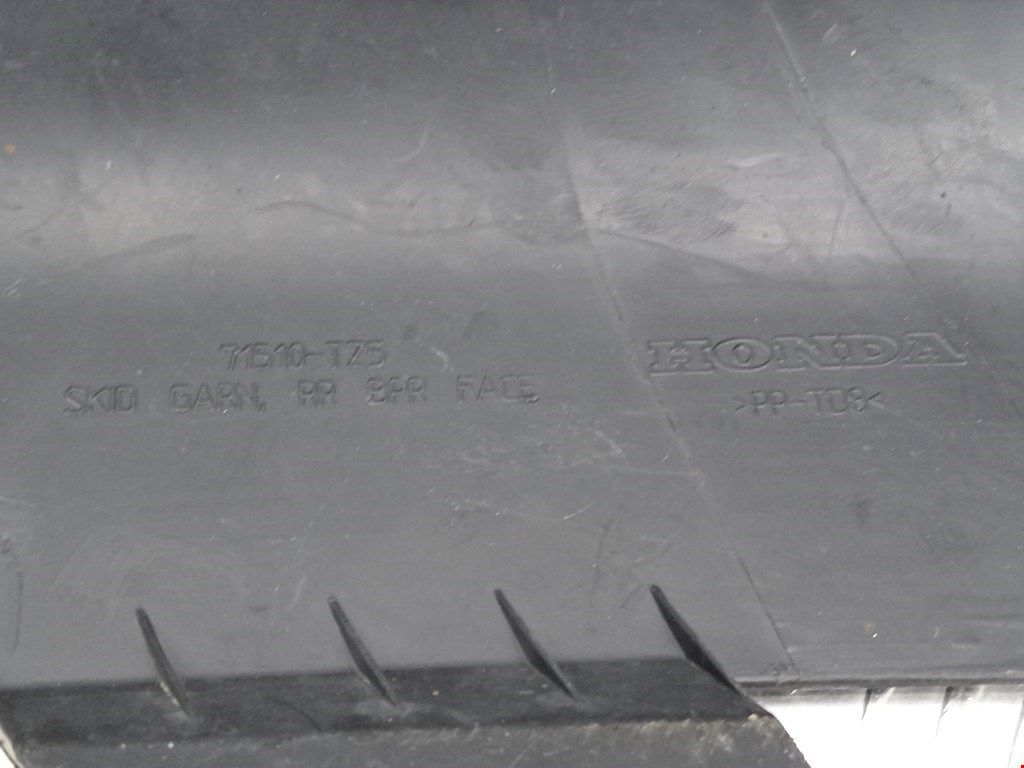 71510-TZ5
SKID GARN, RR BPR FACE
HONDA
>PP-TD8<